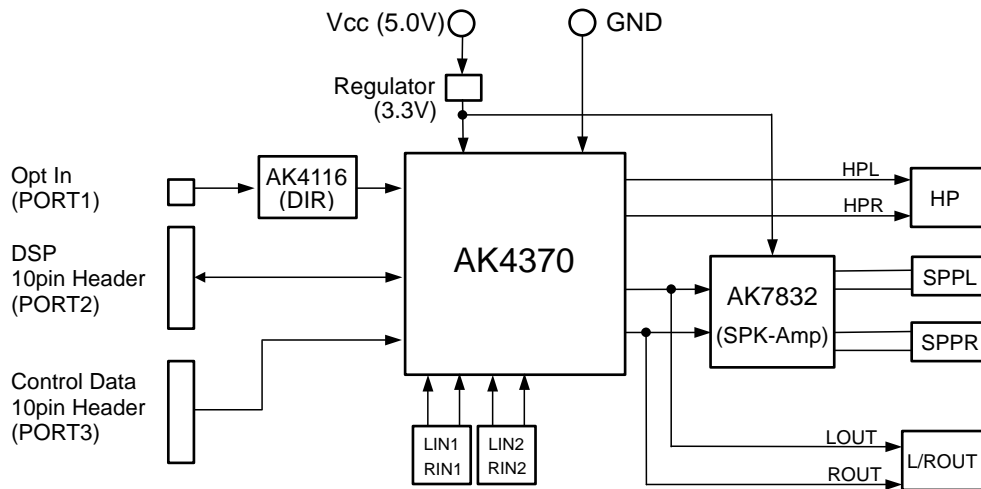 Vcc (5.0V)
GND
Regulator
(3.3V)
Opt In
(PORT1)
AK4116
(DIR)
DSP
10pin Header
(PORT2)
Control Data
10pin Header
(PORT3)
AK4370
LIN1
RIN1
LIN2
RIN2
HPL
HPR
HP
AK7832
(SPK-Amp)
SPPL
SPPR
LOUT
ROUT
L/ROUT